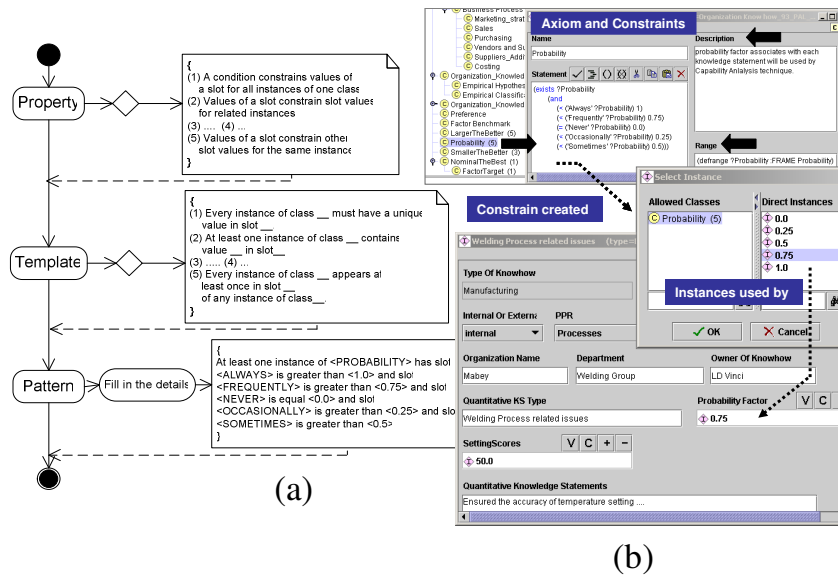 Property
{
(1) A condition constrains values of
a slot for all instances of one class
(2) Values of a slot constrain slot values
for related instances
(3) .... (4) ...
(5) Values of a slot constrain other
slot values for the same instance
}
Template
{
(1) Every instance of class __ must have a unique
value in slot __.
(2) At least one instance of class __ contains
value __ in slot__
(3) ..... (4) ...
(5) Every instance of class __ appears at
least once in slot __
of any instance of class__.
}
Pattern
Fill in the details
{
At least one instance of <PROBABILITY> has slot
<ALWAYS> is greater than <1.0> and slot
<FREQUENTLY> is greater than <0.75> and slot
<NEVER> is equal <0.0> and slot
<OCCASIONALLY> is greater than <0.25> and slot
<SOMETIMES> is greater than <0.5>
}
(a)
Business Process
Marketing_strat
Sales
Purchasing
Vendors and Su
Suppliers_Addi
Costing
Organization_Knowled
Empirical Hypothes
Empirical Classifica
Organization_Knowled
Preference
Factor Benchmark
LargerTheBetter (5)
Probability (5)
SmallerTheBetter (3)
NominalTheBest (1)
FactorTarget (1)
Axiom and Constraints
Name
Probability
Statement
(exists ?Probability
(and
(< ('Always' ?Probability) 1)
(< ('Frequently' ?Probability) 0.75)
(= ('Never' ?Probability) 0.0)
(< ('Occasionally' ?Probability) 0.25)
(< ('Sometimes' ?Probability) 0.5)))
Description
probability factor associates with each
knowledge statement will be used by
Capability Anlalysis technique.
Range
(defrange ?Probability :FRAME Probability)
Constrain created
Select Instance
Allowed Classes
Probability (5)
Direct Instances
0.0
0.25
0.5
0.75
1.0
Instances used by
OK
Cancel
Welding Process related issues
Type Of Knowhow
Manufacturing
Internal Or Externa
internal
PPR
Processes
Organization Name
Mabey
Department
Welding Group
Owner Of Knowhow
LD Vinci
Quantitative KS Type
Welding Process related issues
Probability Factor
V C
0.75
SettingScores
V C + −
50.0
Quantitative Knowledge Statements
Ensured the accuracy of temperature setting ....
(b)